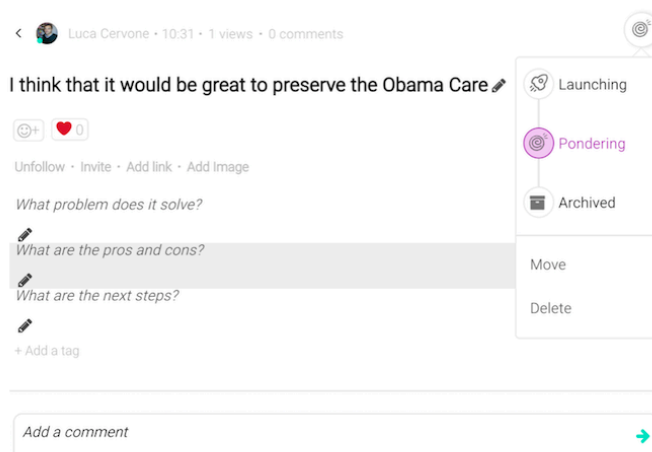 Luca Cervone • 10:31 • 1 views • 0 comments
I think that it would be great to preserve the Obama Care
0
Unfollow • Invite • Add link • Add Image
What problem does it solve?
What are the pros and cons?
What are the next steps?
+ Add a tag
Add a comment
Launching
Pondering
Archived
Move
Delete